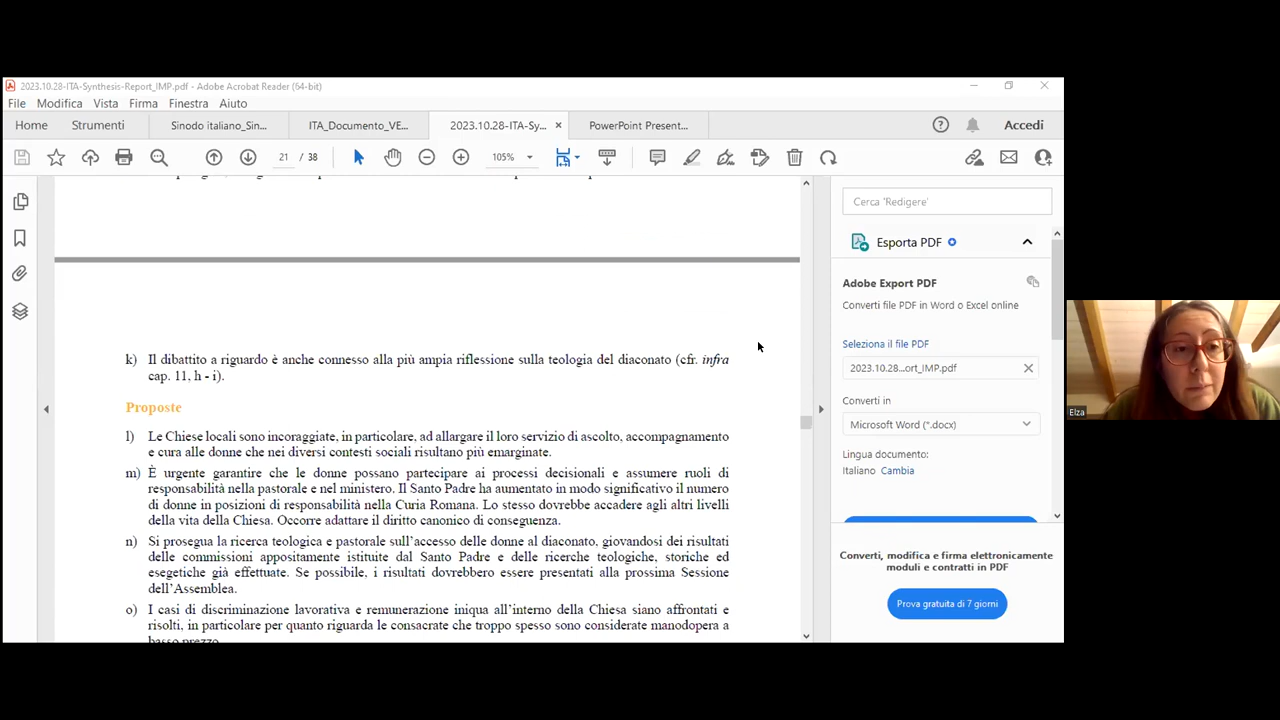 2023.10.28-ITA-Synthesis-Report_IMP.pdf - Adobe Acrobat Reader (64-bit)
File Modifica Vista Firma Finestra Aiuto
Home Strumenti Sinodo italiano_Sin... ITA_Documento_VE... 2023.10.28-ITA-Sy... × PowerPoint Present... Accedi
21 / 38 105%
Cerca 'Redigere'
Esporta PDF
Adobe Export PDF
Converti file PDF in Word o Excel online
Seleziona il file PDF
2023.10.28...ort_IMP.pdf
Converti in
Microsoft Word (*.docx)
Lingua documento:
Italiano Cambia
Converti, modifica e firma elettronicamente
moduli e contratti in PDF
Prova gratuita di 7 giorni
k) Il dibattito a riguardo è anche connesso alla più ampia riflessione sulla teologia del diaconato (cfr. infra
cap. 11, h - i).
Proposte
l) Le Chiese locali sono incoraggiate, in particolare, ad allargare il loro servizio di ascolto, accompagnamento
e cura alle donne che nei diversi contesti sociali risultano più emarginate.
m) È urgente garantire che le donne possano partecipare ai processi decisionali e assumere ruoli di
responsabilità nella pastorale e nel ministero. Il Santo Padre ha aumentato in modo significativo il numero
di donne in posizioni di responsabilità nella Curia Romana. Lo stesso dovrebbe accadere agli altri livelli
della vita della Chiesa. Occorre adattare il diritto canonico di conseguenza.
n) Si prosegua la ricerca teologica e pastorale sull'accesso delle donne al diaconato, giovandosi dei risultati
delle commissioni appositamente istituite dal Santo Padre e delle ricerche teologiche, storiche ed
esegetiche già effettuate. Se possibile, i risultati dovrebbero essere presentati alla prossima Sessione
dell'Assemblea.
o) I casi di discriminazione lavorativa e remunerazione iniqua all'interno della Chiesa siano affrontati e
risolti, in particolare per quanto riguarda le consacrate che troppo spesso sono considerate manodopera a
basso prezzo.
Elza